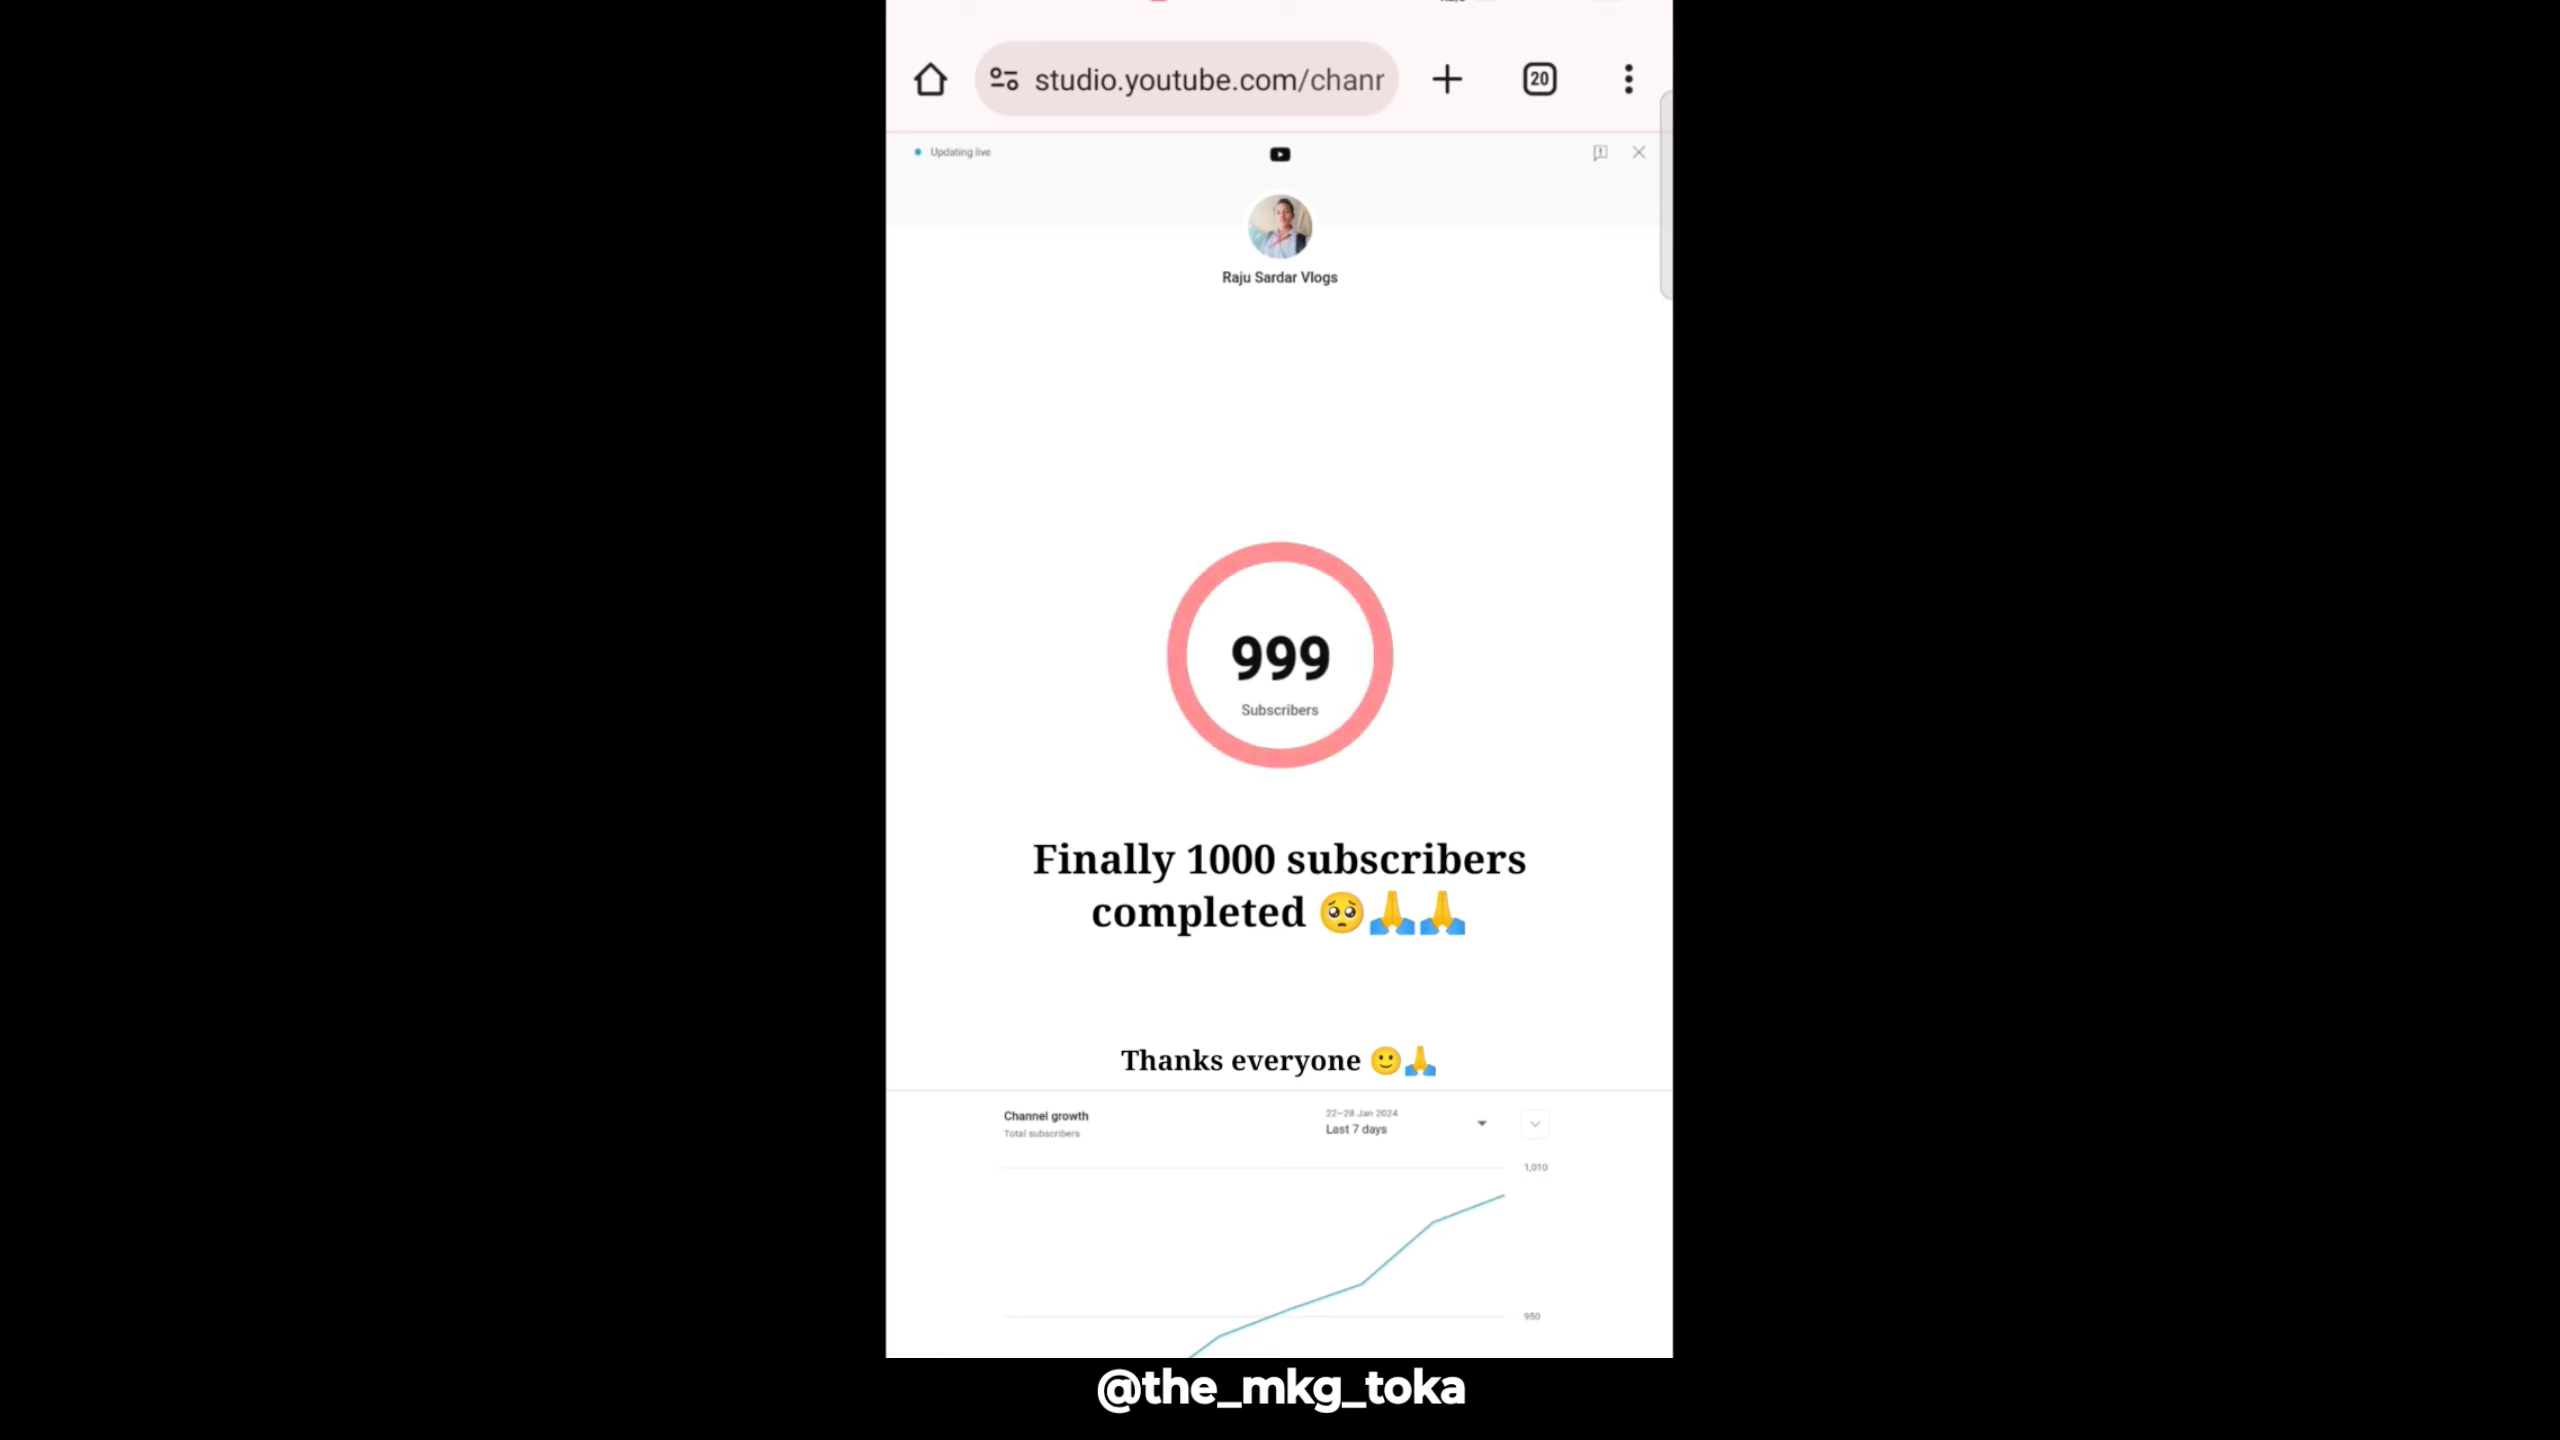 studio.youtube.com/chanr
20
Updating live
Raju Sardar Vlogs
999
Subscribers
Finally 1000 subscribers
completed 🥺🙏🙏
Thanks everyone 🙂🙏
Channel growth
Total subscribers
22–28 Jan 2024
Last 7 days
1,010
950
@the_mkg_toka